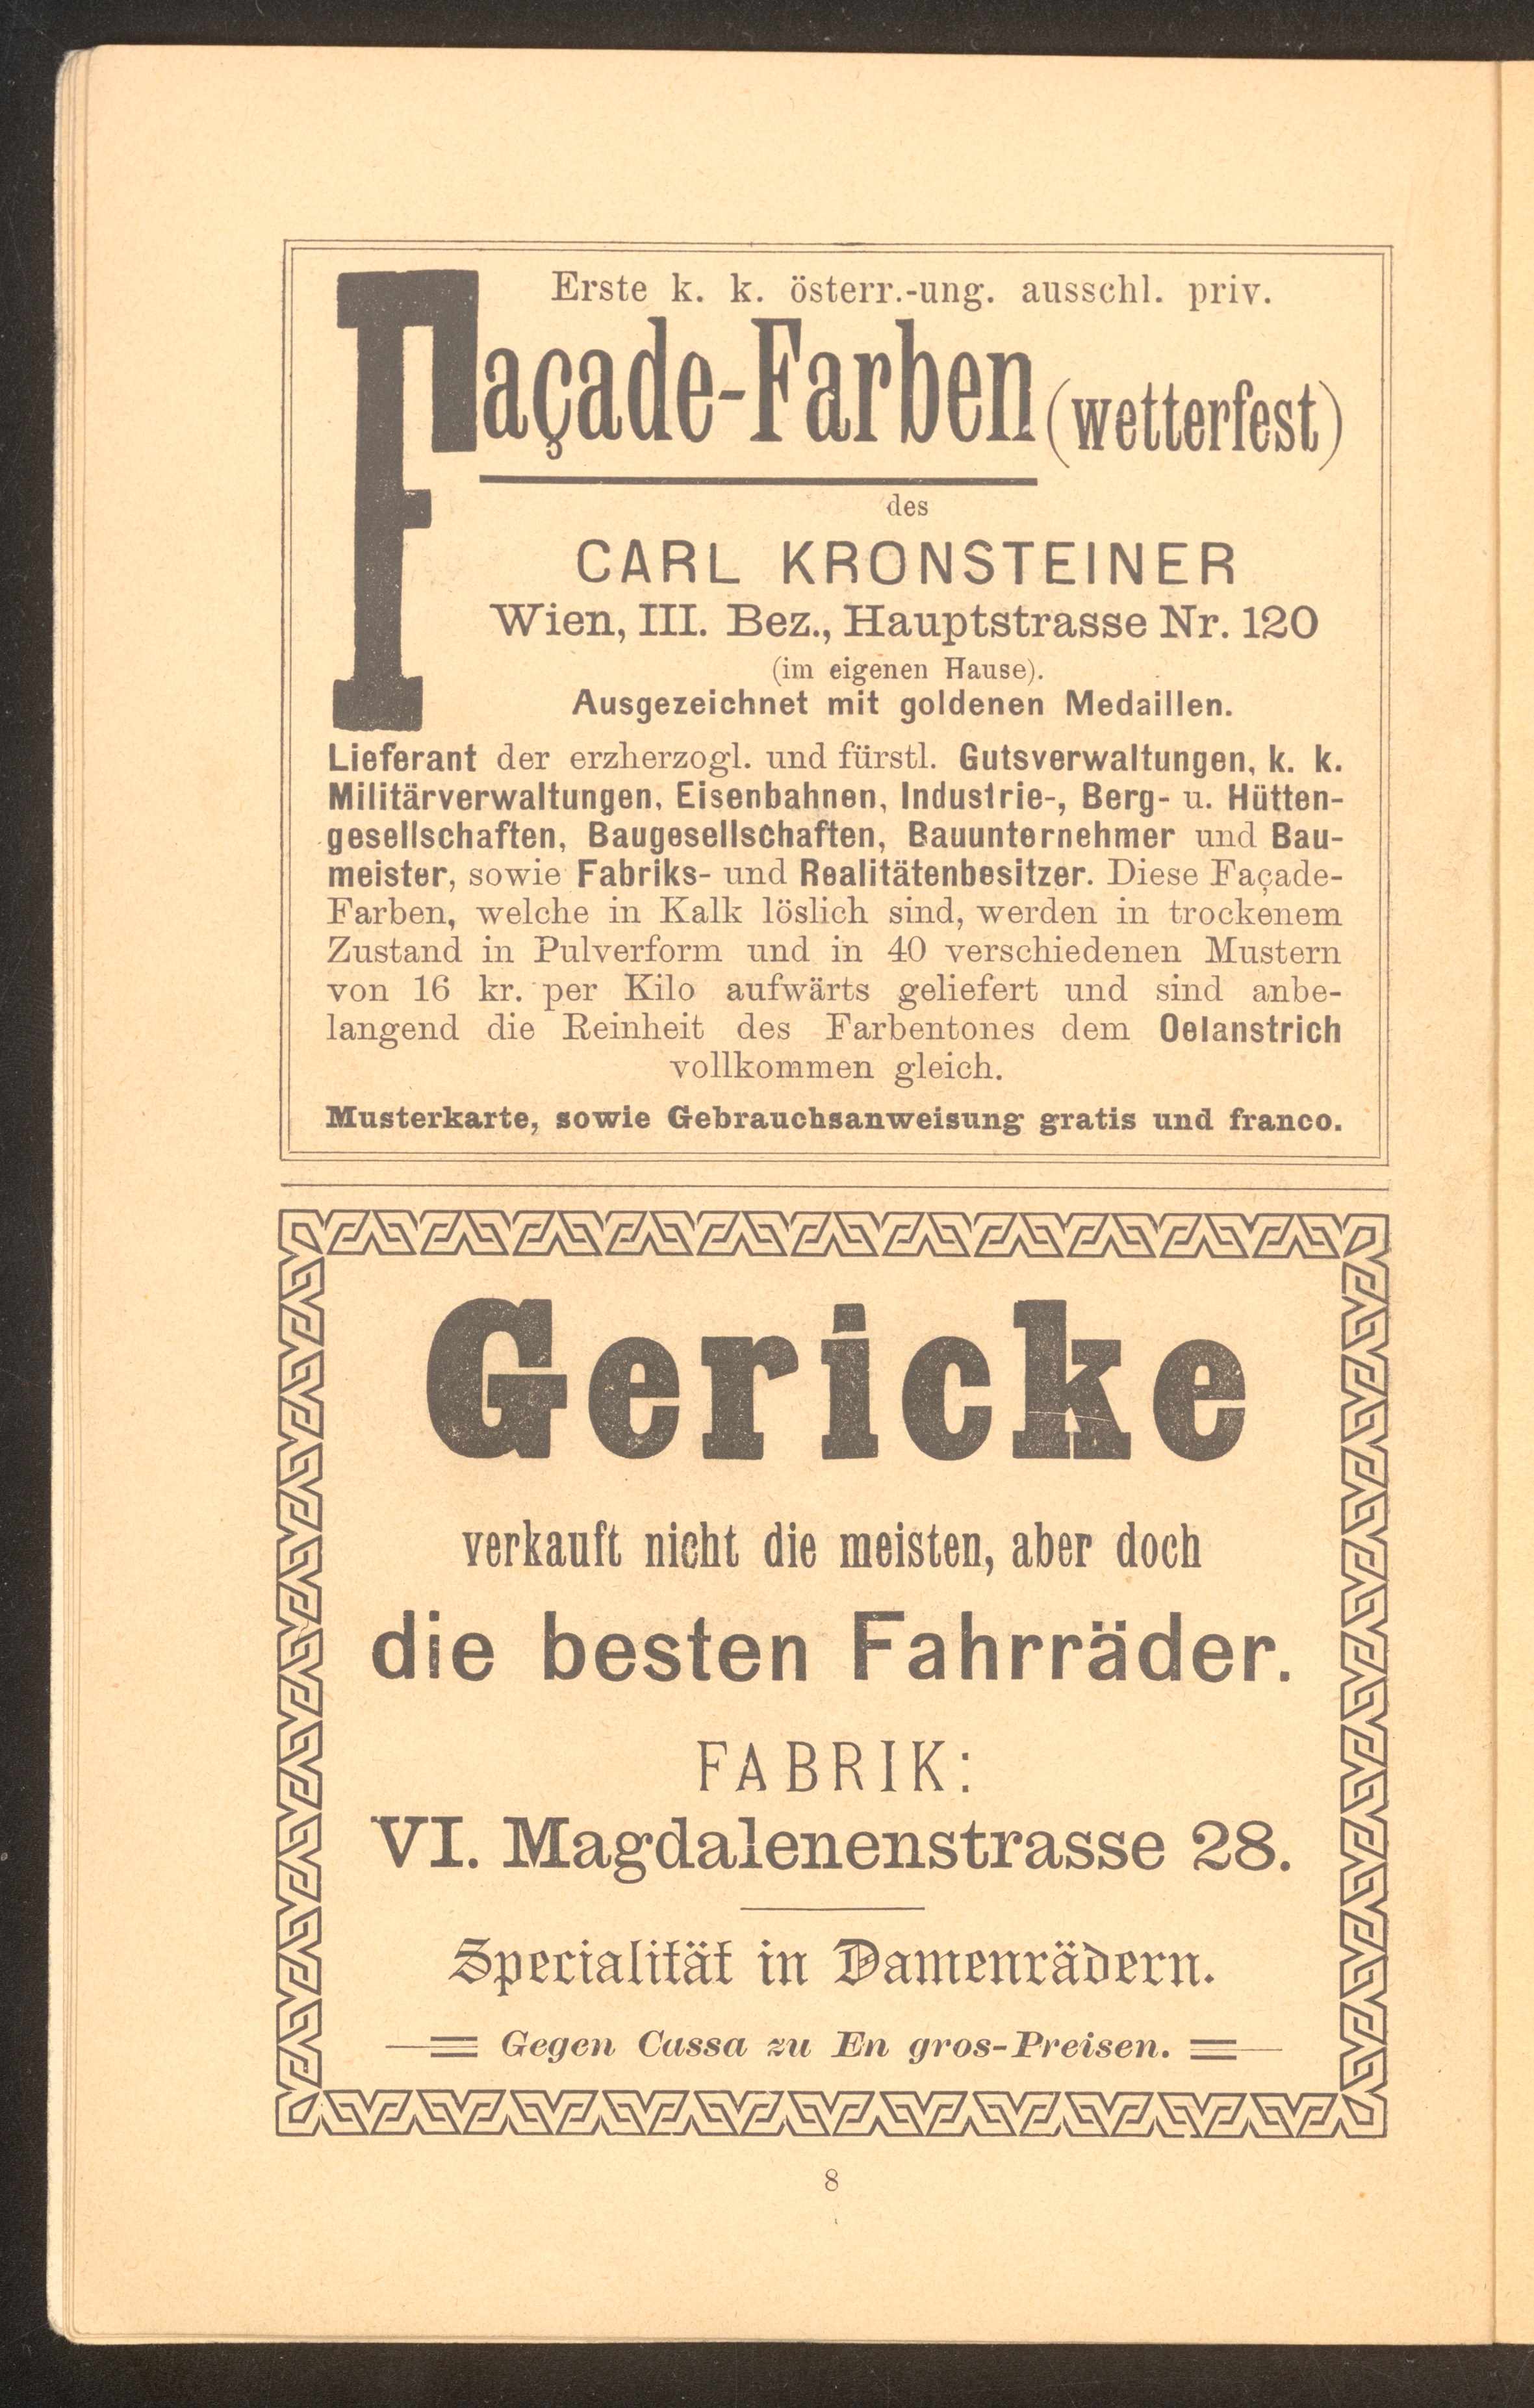 Erste k. k. österr.-ung. ausschl. priv.
Façade-Farben (wetterfest)
des
CARL KRONSTEINER
Wien, III. Bez., Hauptstrasse Nr. 120
(im eigenen Hause).
Ausgezeichnet mit goldenen Medaillen.
Lieferant der erzherzogl. und fürstl. Gutsverwaltungen, k. k.
Militärverwaltungen, Eisenbahnen, Industrie-, Berg- u. Hütten-
gesellschaften, Baugesellschaften, Bauunternehmer und Bau-
meister, sowie Fabriks- und Realitätenbesitzer. Diese Façade-
Farben, welche in Kalk löslich sind, werden in trockenem
Zustand in Pulverform und in 40 verschiedenen Mustern
von 16 kr. per Kilo aufwärts geliefert und sind anbe-
langend die Reinheit des Farbentones dem Oelanstrich
vollkommen gleich.
Musterkarte, sowie Gebrauchsanweisung gratis und franco.
Gericke
verkauft nicht die meisten, aber doch
die besten Fahrräder.
FABRIK:
VI. Magdalenenstrasse 28.
Specialität in Damenrädern.
Gegen Cassa zu En gros-Preisen.
8